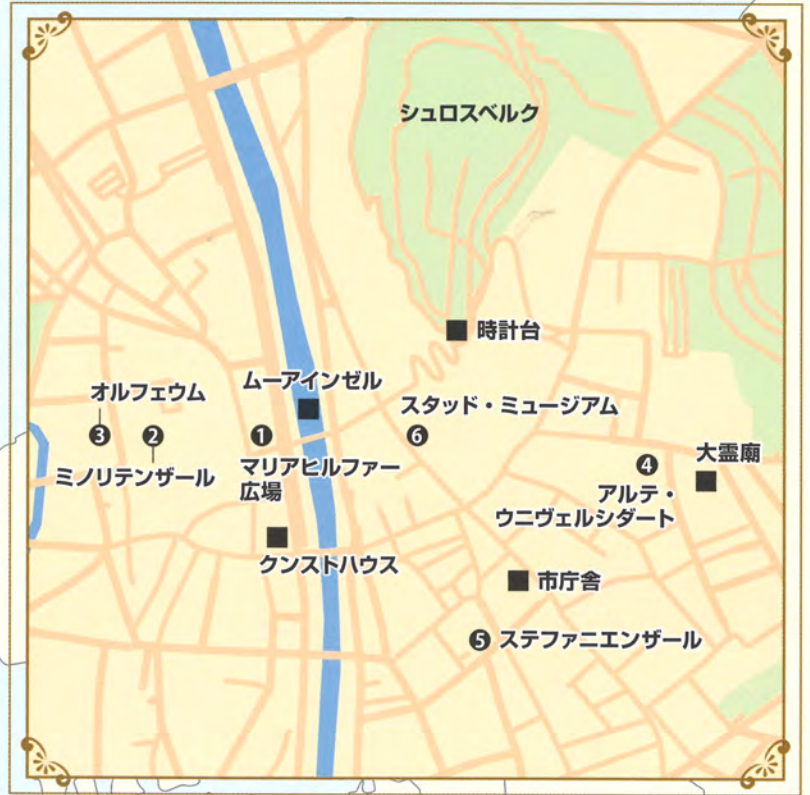 シュロスベルク
時計台
ムーアインゼル
オルフェウム
スタッド・ミュージアム
❸
❷
❶
❻
マリアヒルファー
広場
ミノリテンザール
大霊廟
❹
アルテ・
ウニヴェルシダート
クンストハウス
市庁舎
❺ ステファニエンザール